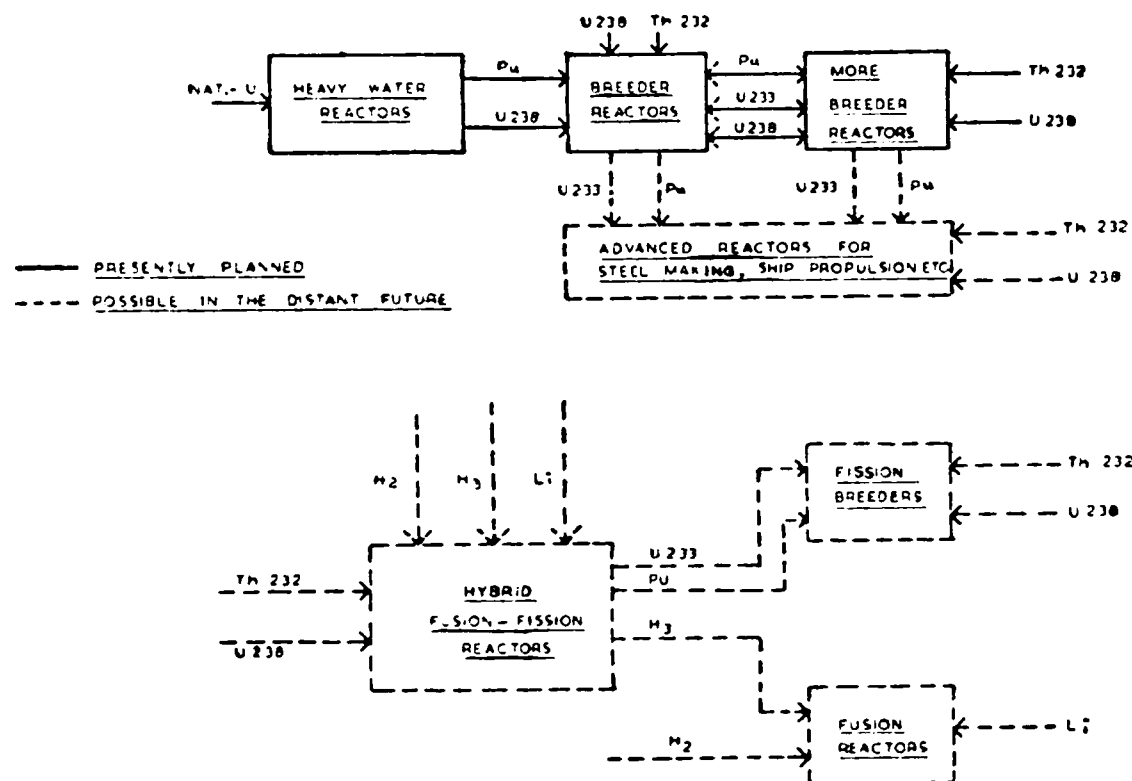 U 238
Th 232
NAT.- U
HEAVY WATER
REACTORS
Pu
U 238
BREEDER
REACTORS
Pu
U 233
U 238
MORE
BREEDER
REACTORS
Th 232
U 238
U 233
Pu
U 233
Pu
ADVANCED REACTORS FOR
STEEL MAKING, SHIP PROPULSION ETC
Th 232
U 238
PRESENTLY PLANNED
POSSIBLE IN THE DISTANT FUTURE
H2
H3
Li
Th 232
U 238
HYBRID
FUSION - FISSION
REACTORS
U 233
Pu
H3
FISSION
BREEDERS
Th 232
U 238
H2
FUSION
REACTORS
Li